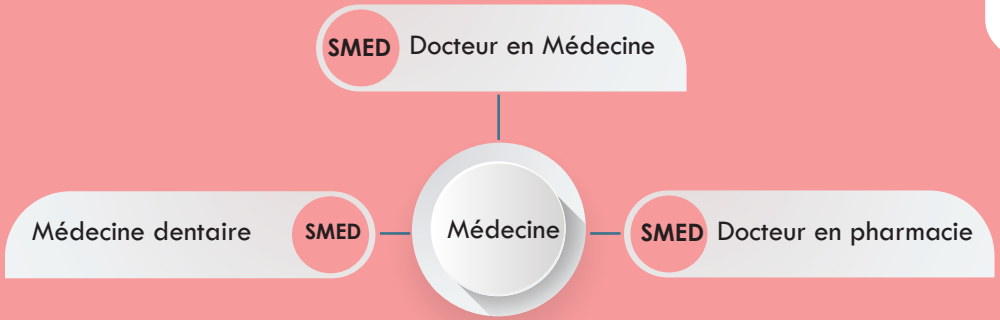 SMED Docteur en Médecine
Médecine dentaire SMED
Médecine
SMED Docteur en pharmacie